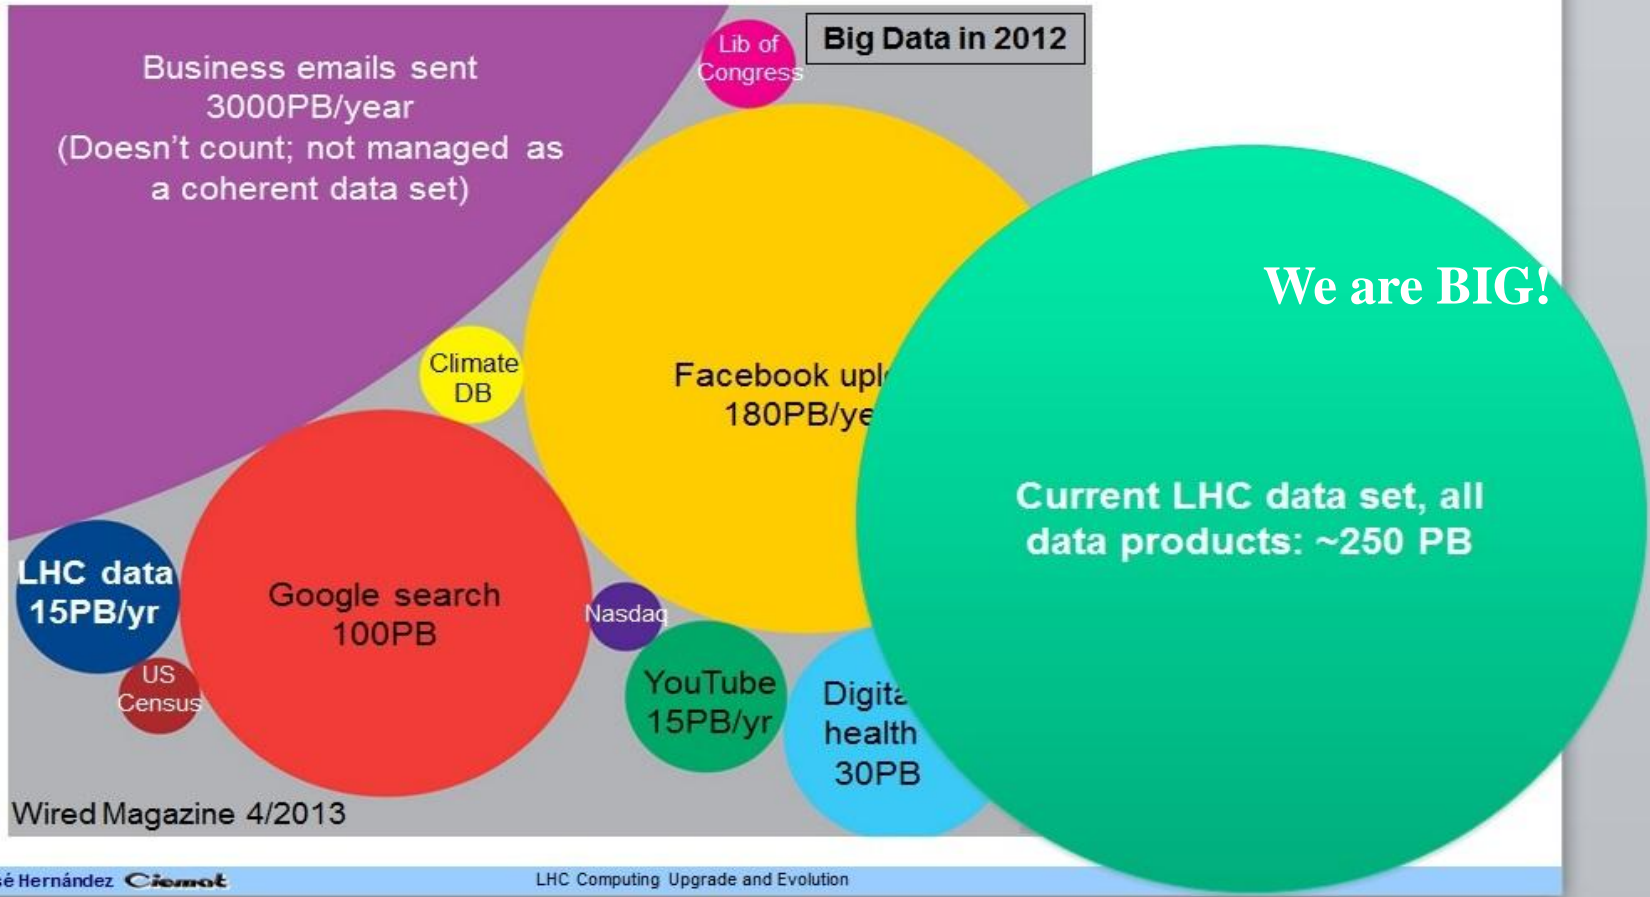 Big Data in 2012
Business emails sent
3000PB/year
(Doesn't count; not managed as
a coherent data set)
Lib of
Congress
We are BIG!
Climate
DB
Facebook
180PB/
Current LHC data set, all
data products: ~250 PB
LHC data
15PB/yr
Google search
100PB
Nasdaq
US
Census
YouTube
15PB/yr
health
30PB
Wired Magazine 4/2013
Hernández Ciemat
LHC Computing Upgrade and Evolution